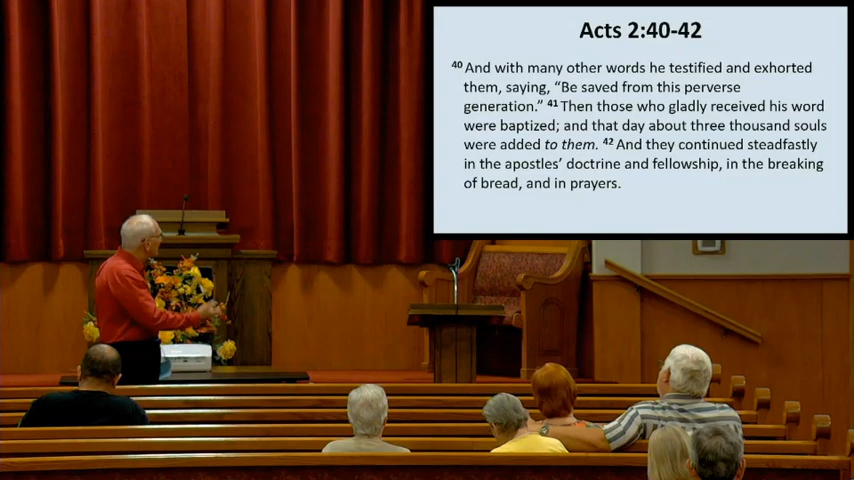 Acts 2:40-42
40 And with many other words he testified and exhorted
them, saying, “Be saved from this perverse
generation.” 41 Then those who gladly received his word
were baptized; and that day about three thousand souls
were added to them. 42 And they continued steadfastly
in the apostles’ doctrine and fellowship, in the breaking
of bread, and in prayers.